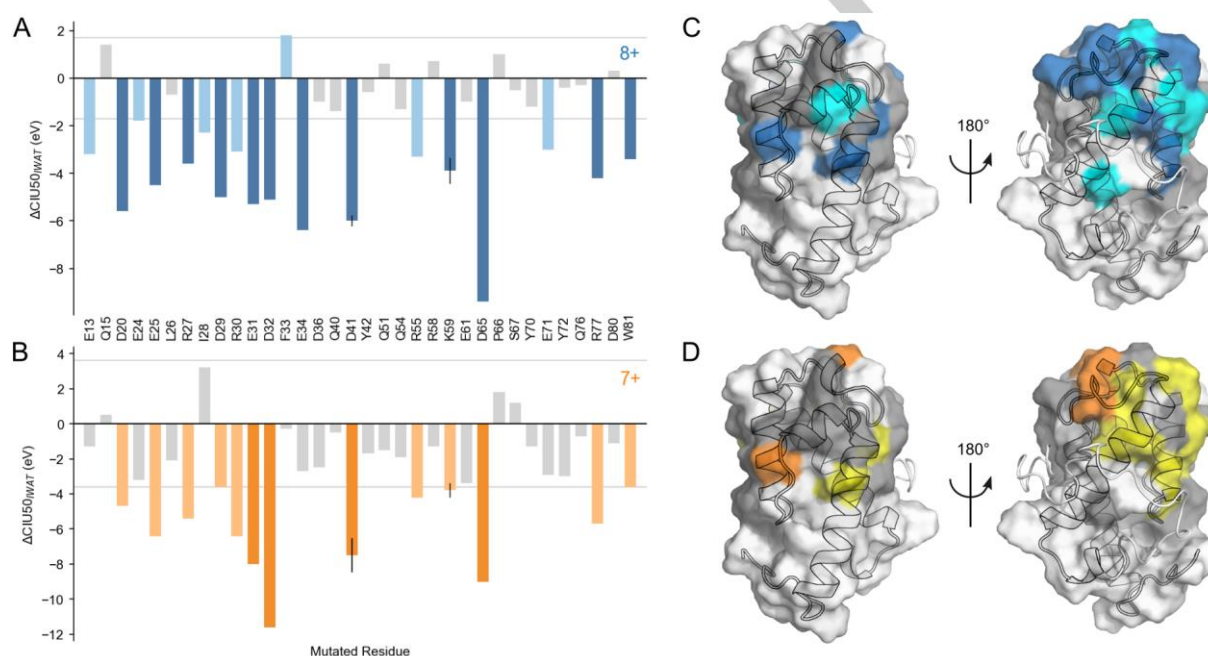 A
2
0
−2
−4
−6
−8
ΔCIU50IWAT (eV)
8+
E13
Q15
D20
E24
E25
L26
R27
I28
D29
R30
E31
D32
F33
E34
D36
Q40
D41
Y42
Q51
Q54
R55
R58
K59
E61
D65
P66
S67
Y70
E71
Y72
Q76
R77
D80
W81
B
4
2
0
−2
−4
−6
−8
−10
−12
ΔCIU50IWAT (eV)
7+
Mutated Residue
C
180°
D
180°